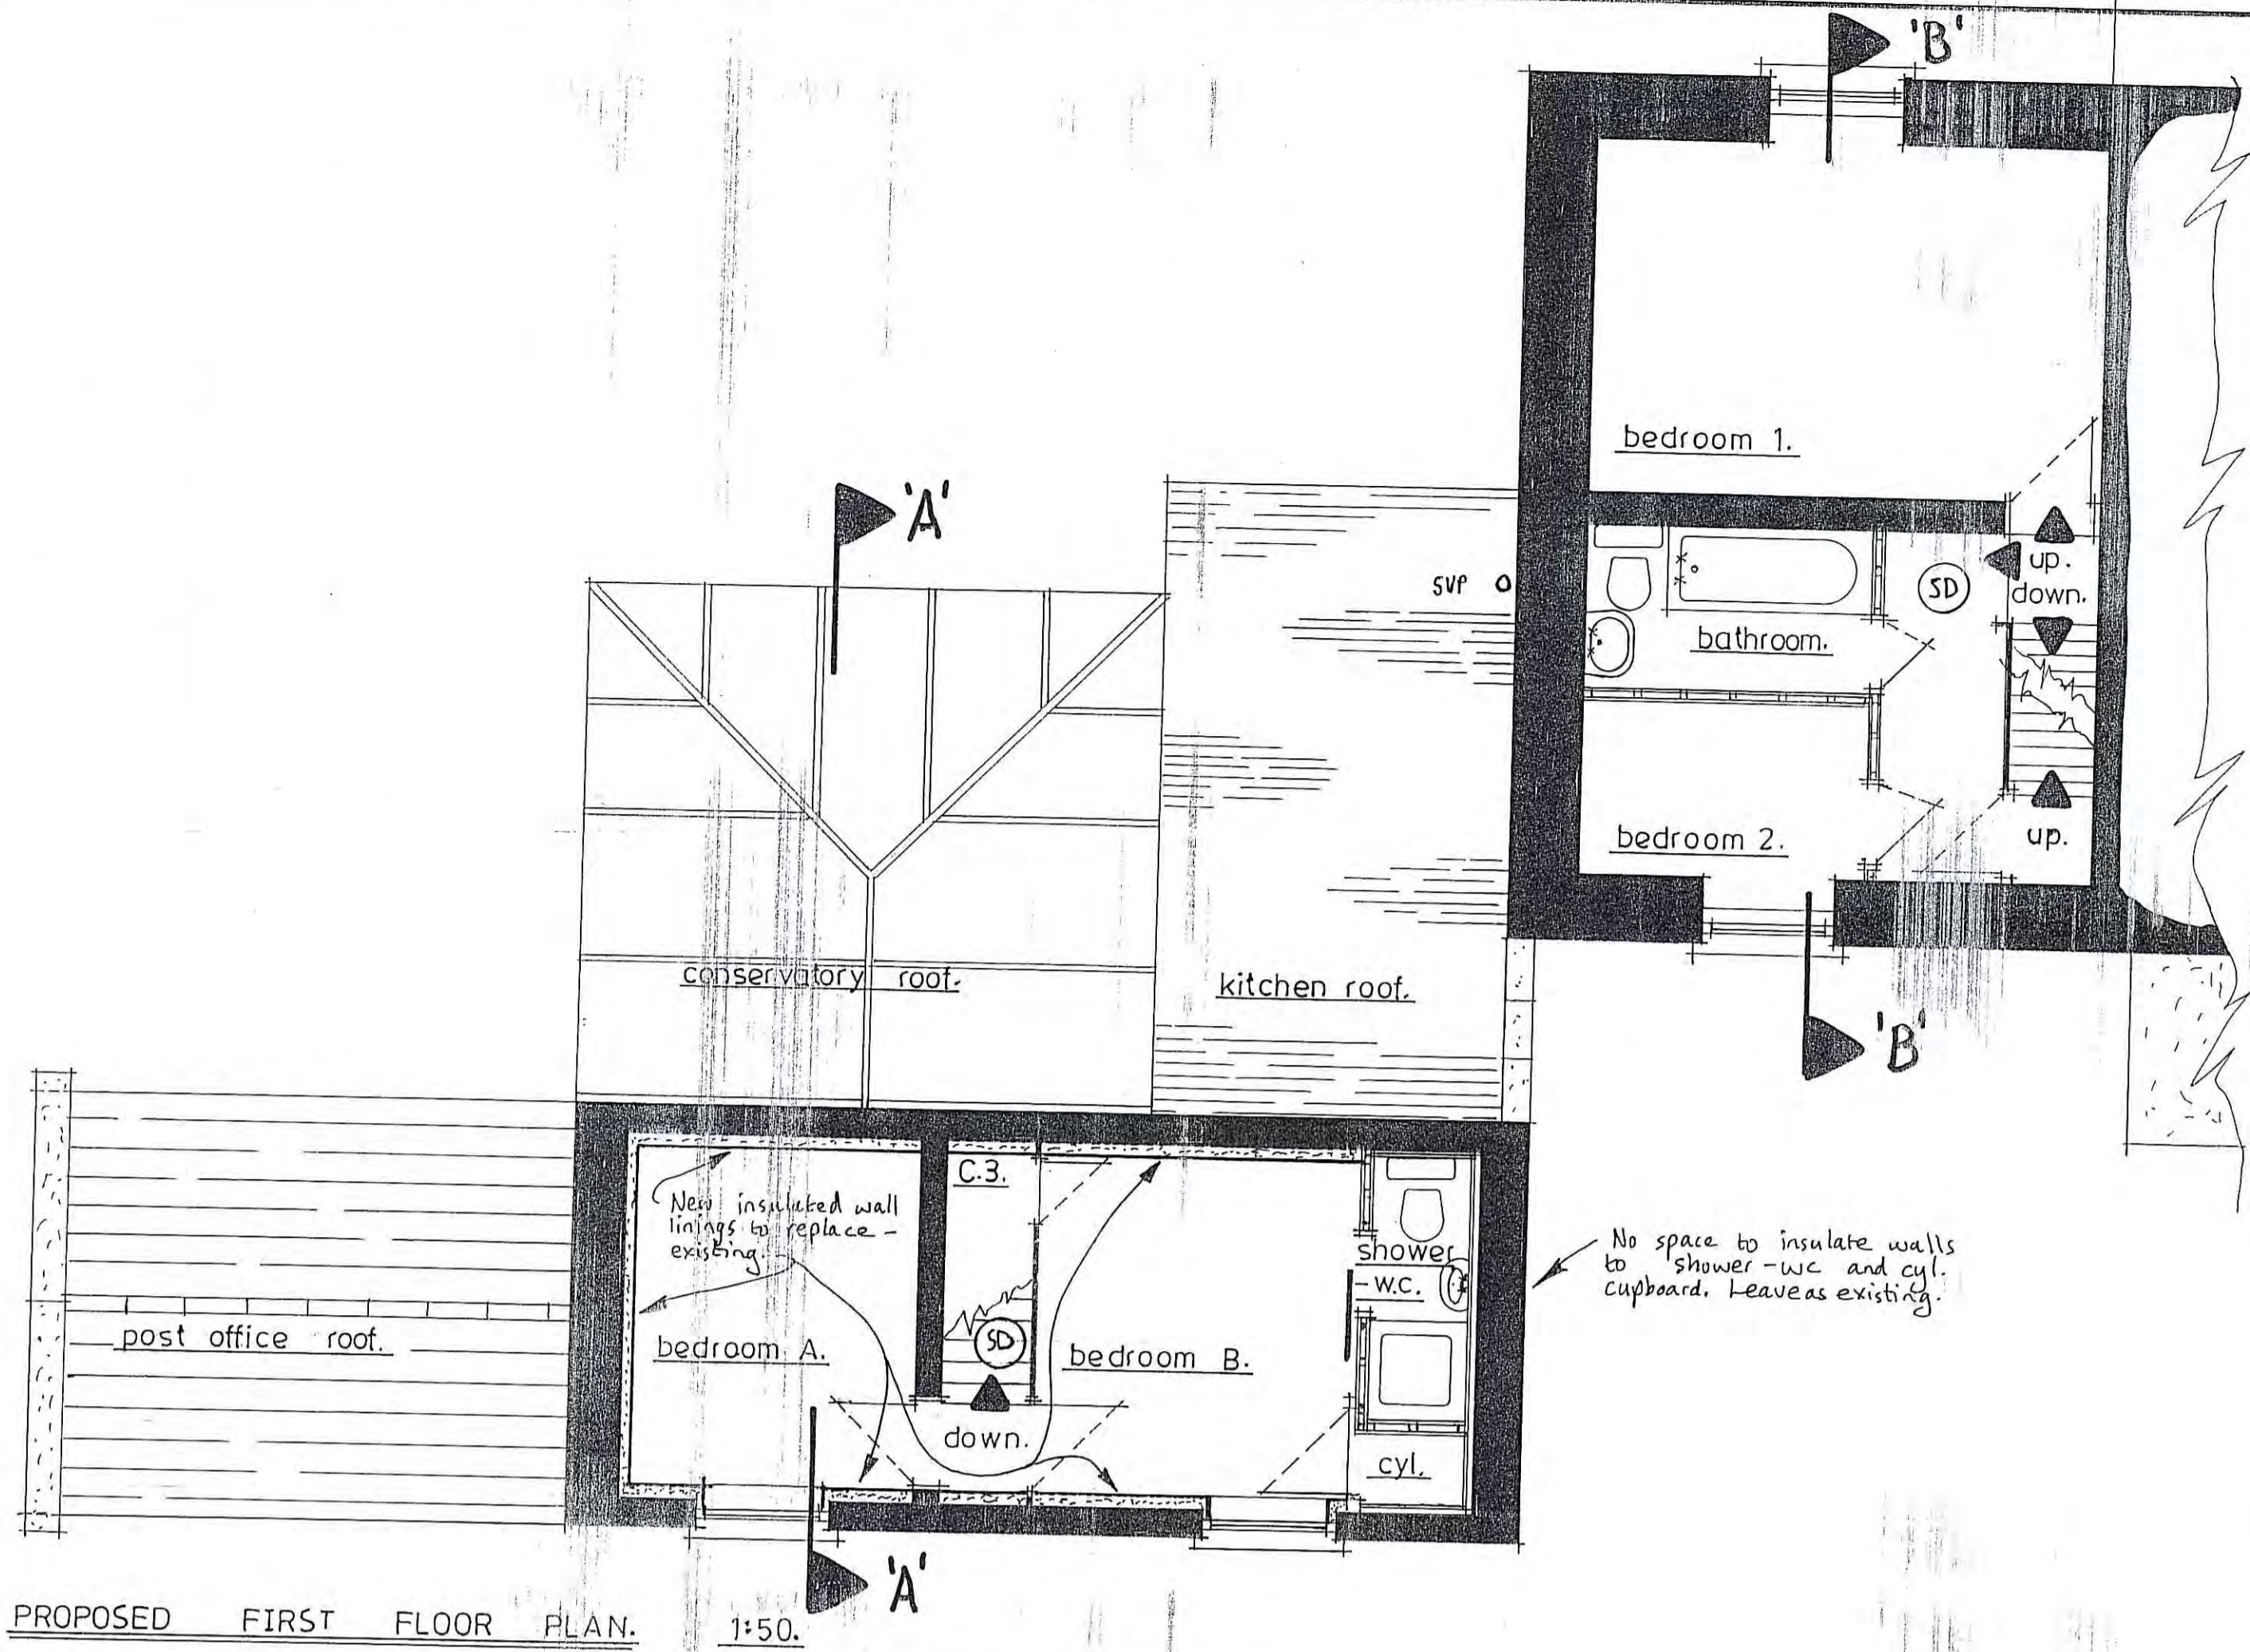 'B'
bedroom 1.
'A'
up.
down.
SD
SVP
bathroom.
bedroom 2.
up.
conservatory roof.
kitchen roof.
'B'
C.3.
New insulated wall
linings to replace -
existing.
shower
-W.C.
No space to insulate walls
to shower-wc and cyl.
cupboard. Leave as existing.
post office roof.
bedroom A.
SD
bedroom B.
down.
cyl.
'A'
PROPOSED FIRST FLOOR PLAN. 1:50.